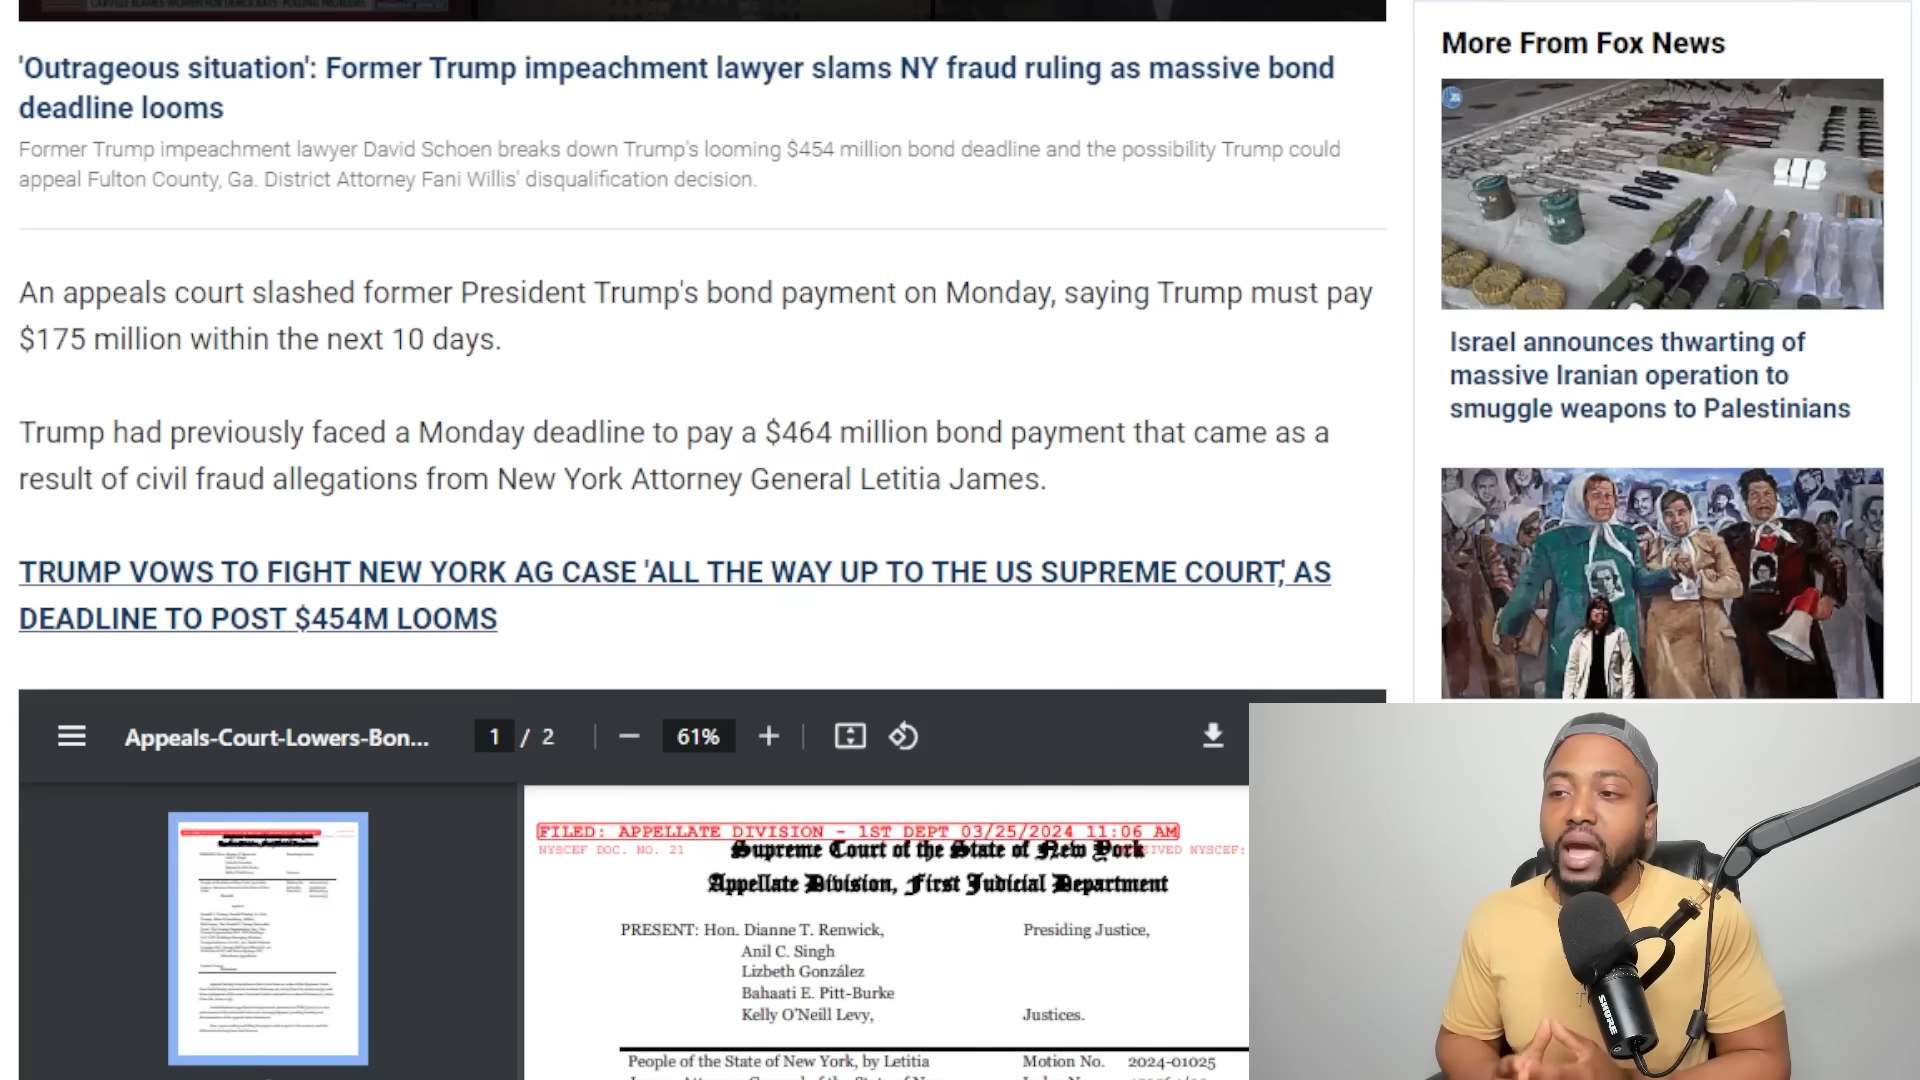 CARVILLE BLAMES WOMEN FOR DEMOCRATS' POLLING PROBLEMS
'Outrageous situation': Former Trump impeachment lawyer slams NY fraud ruling as massive bond
deadline looms
Former Trump impeachment lawyer David Schoen breaks down Trump's looming $454 million bond deadline and the possibility Trump could
appeal Fulton County, Ga. District Attorney Fani Willis' disqualification decision.
An appeals court slashed former President Trump's bond payment on Monday, saying Trump must pay
$175 million within the next 10 days.
Trump had previously faced a Monday deadline to pay a $464 million bond payment that came as a
result of civil fraud allegations from New York Attorney General Letitia James.
TRUMP VOWS TO FIGHT NEW YORK AG CASE 'ALL THE WAY UP TO THE US SUPREME COURT,' AS
DEADLINE TO POST $454M LOOMS
Appeals-Court-Lowers-Bon... 1 / 2 61%
FILED: APPELLATE DIVISION - 1ST DEPT 03/25/2024 11:06 AM
NYSCEF DOC. NO. 21 NYSCEF:
Supreme Court of the State of New York
Appellate Division, First Judicial Department
PRESENT: Hon. Dianne T. Renwick, Presiding Justice,
Anil C. Singh
Lizbeth González
Bahaati E. Pitt-Burke
Kelly O'Neill Levy, Justices.
People of the State of New York, by Letitia Motion No. 2024-01025
More From Fox News
Israel announces thwarting of
massive Iranian operation to
smuggle weapons to Palestinians
SHURE